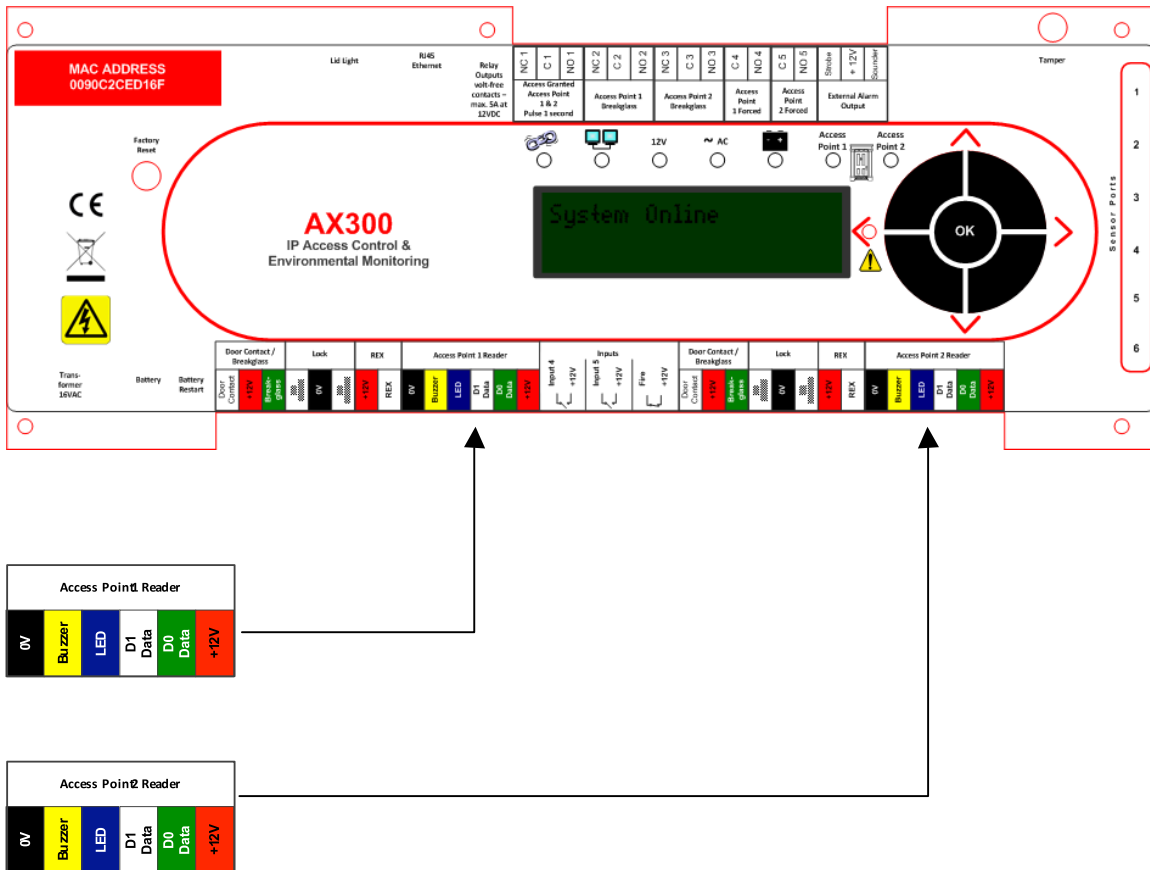 MAC ADDRESS
0090C2CED16F
Lid Light
RJ45
Ethernet
Relay
Outputs
volt-free
contacts –
max. 5A at
12VDC
NC 1
C 1
NO 1
NC 2
C 2
NO 2
NC 3
C 3
NO 3
C 4
NO 4
C 5
NO 5
Strobe
+ 12V
Sounder
Access Granted
Access Point
1 & 2
Pulse 1 second
Access Point 1
Breakglass
Access Point 2
Breakglass
Access
Point
1 Forced
Access
Point
2 Forced
External Alarm
Output
Tamper
Factory
Reset
12V
~ AC
- +
Access
Point 1
Access
Point 2
CE
AX300
IP Access Control &
Environmental Monitoring
System Online
OK
Sensor Ports
1
2
3
4
5
6
Trans-
former
16VAC
Battery
Battery
Restart
Door Contact /
Breakglass
Door
Contact
+12V
Break-
glass
Lock
0V
REX
+12V
REX
Access Point 1 Reader
0V
Buzzer
LED
D1
Data
D0
Data
+12V
Inputs
Input 4
+12V
Input 5
+12V
Fire
+12V
Door Contact /
Breakglass
Door
Contact
+12V
Break-
glass
Lock
0V
REX
+12V
REX
Access Point 2 Reader
0V
Buzzer
LED
D1
Data
D0
Data
+12V
Access Point1 Reader
0V
Buzzer
LED
D1
Data
D0
Data
+12V
Access Point2 Reader
0V
Buzzer
LED
D1
Data
D0
Data
+12V